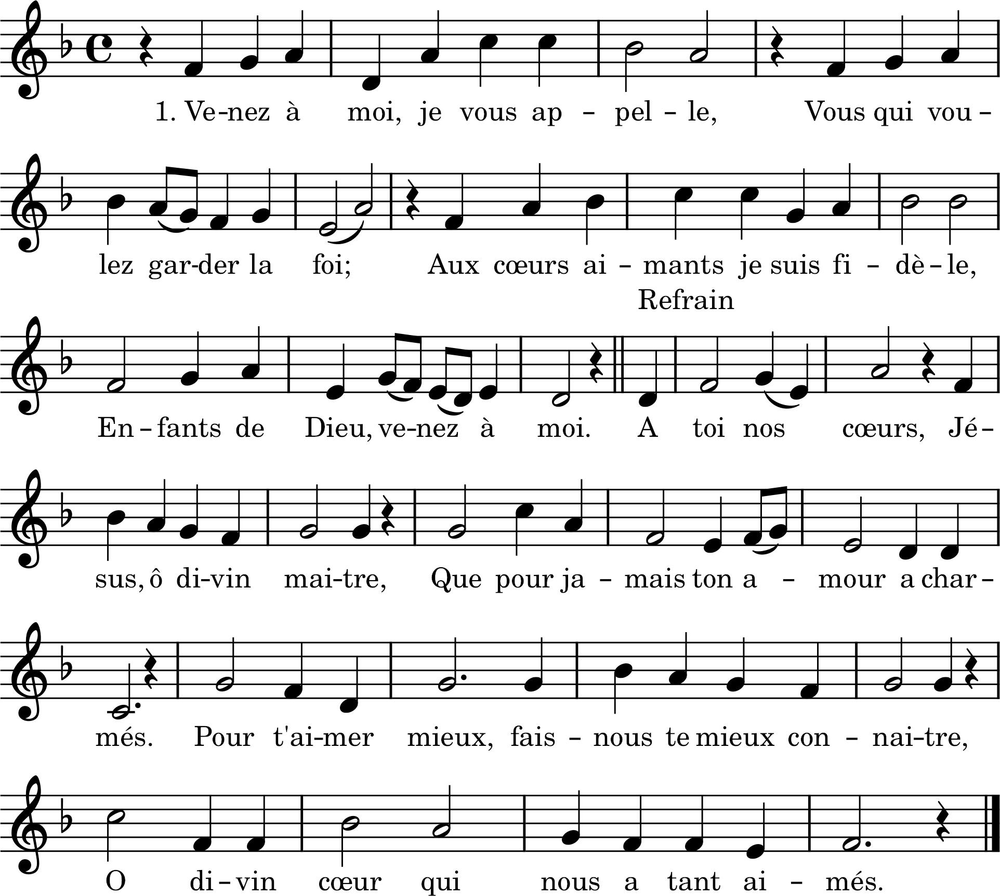 1. Ve - nez à moi, je vous ap - pel - le, Vous qui vou -
lez gar - der la foi; Aux cœurs ai - mants je suis fi - dè - le,
Refrain
En - fants de Dieu, ve - nez à moi. A toi nos cœurs, Jé -
sus, ô di - vin mai - tre, Que pour ja - mais ton a - mour a char -
més. Pour t'ai - mer mieux, fais - nous te mieux con - nai - tre,
O di - vin cœur qui nous a tant ai - més.